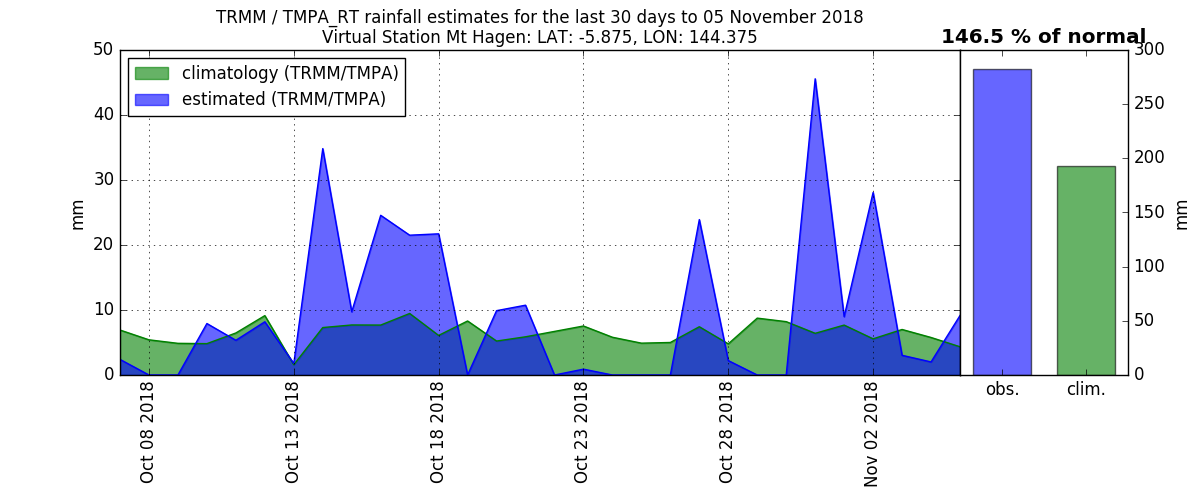 TRMM / TMPA_RT rainfall estimates for the last 30 days to 05 November 2018
Virtual Station Mt Hagen: LAT: -5.875, LON: 144.375
146.5 % of normal
climatology (TRMM/TMPA)
estimated (TRMM/TMPA)
50
40
30
20
10
0
mm
Oct 08 2018
Oct 13 2018
Oct 18 2018
Oct 23 2018
Oct 28 2018
Nov 02 2018
300
250
200
150
100
50
0
mm
obs.
clim.